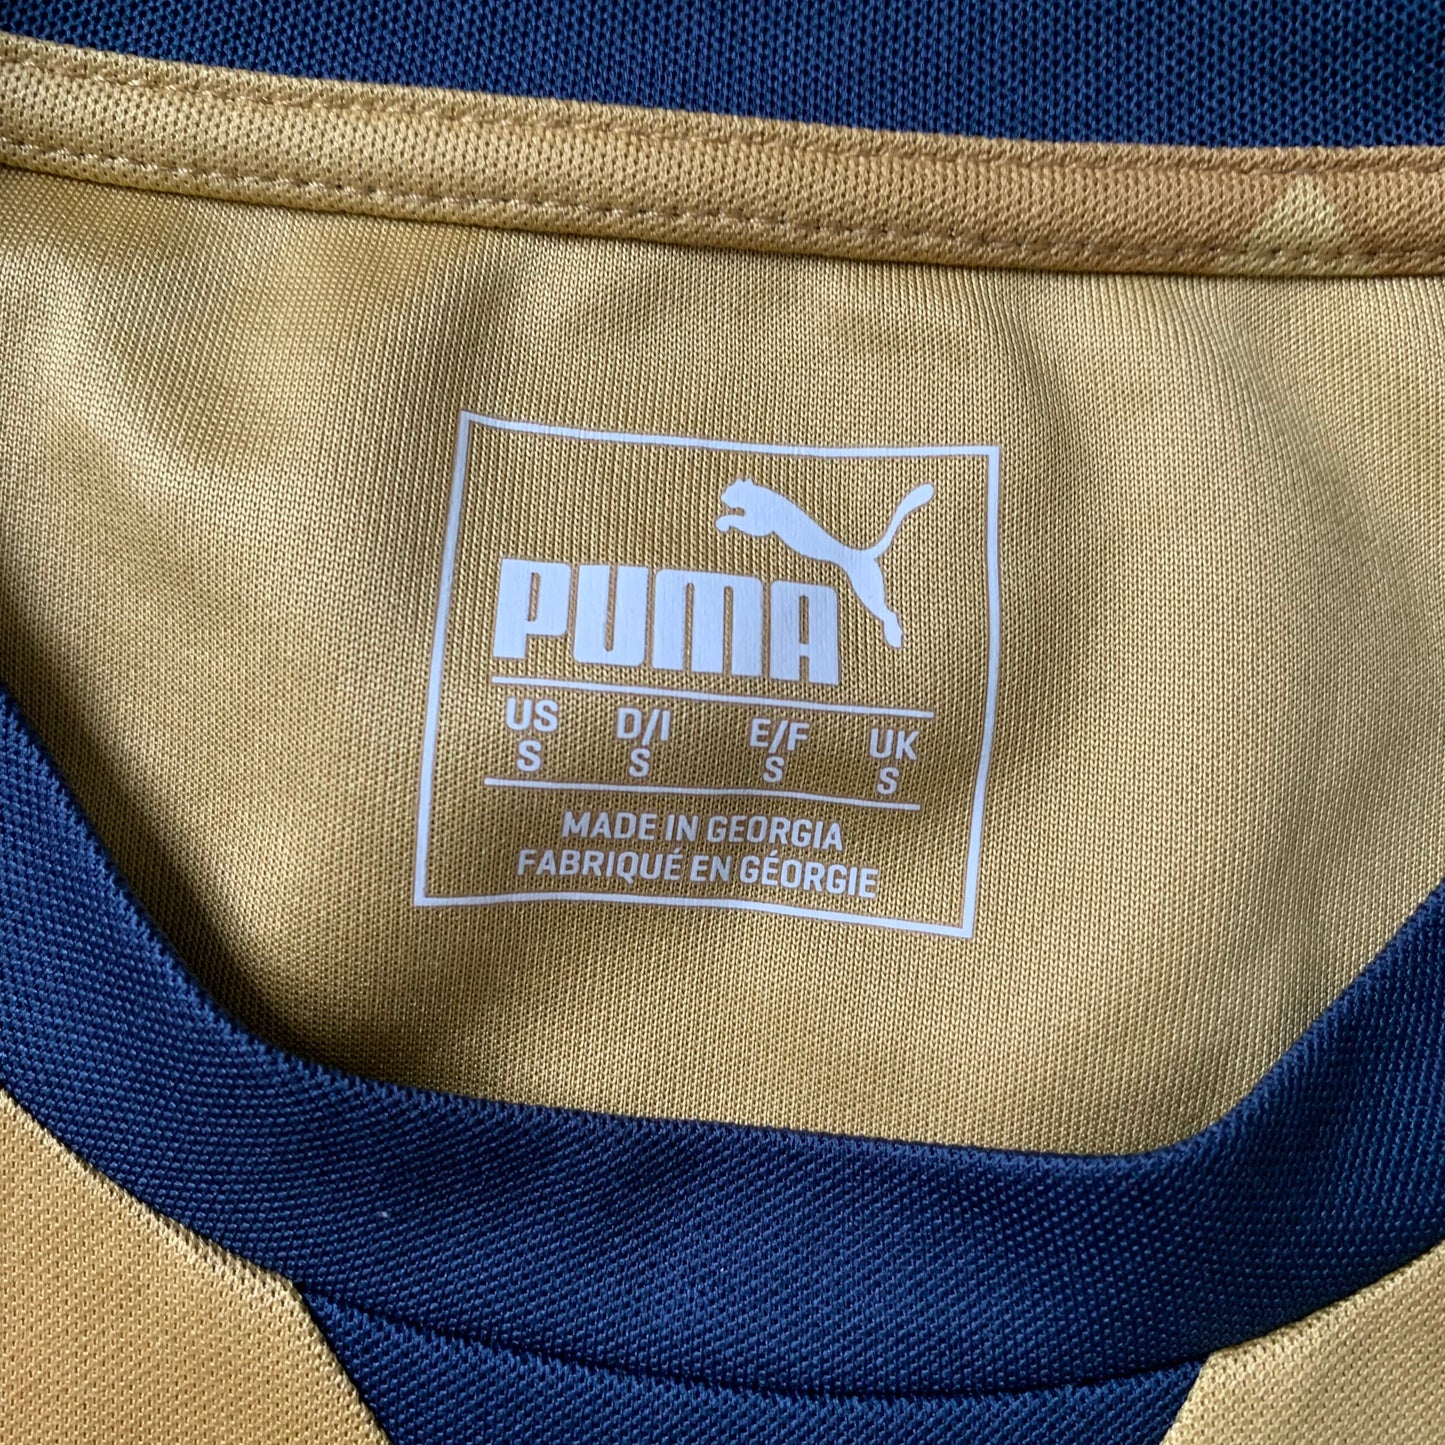 PUMA
US D/I E/F UK
S S S S
MADE IN GEORGIA
FABRIQUÉ EN GÉORGIE